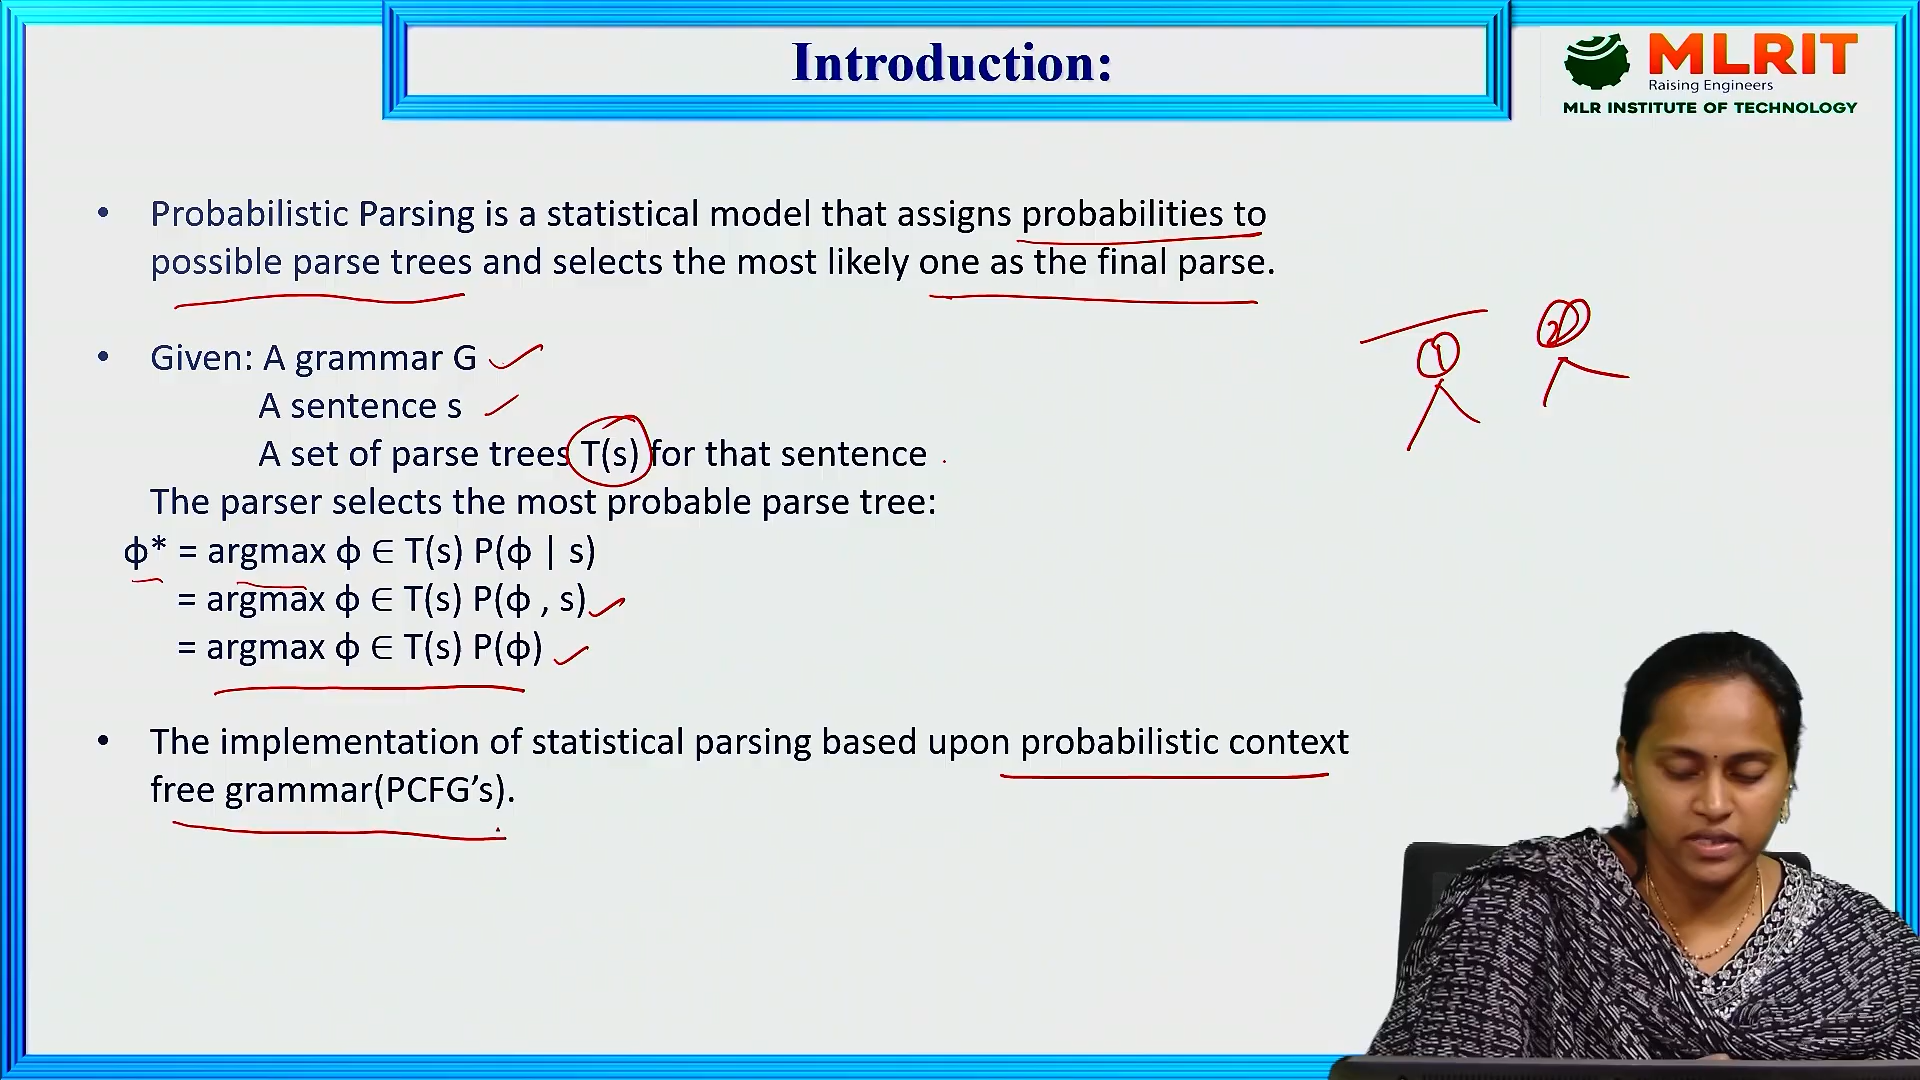 Introduction:
MLRIT
Raising Engineers
MLR INSTITUTE OF TECHNOLOGY
• Probabilistic Parsing is a statistical model that assigns probabilities to
possible parse trees and selects the most likely one as the final parse.
• Given: A grammar G
A sentence s
A set of parse trees T(s) for that sentence
The parser selects the most probable parse tree:
ф* = argmax ф ∈ T(s) P(ф | s)
= argmax ф ∈ T(s) P(ф , s)
= argmax ф ∈ T(s) P(ф)
• The implementation of statistical parsing based upon probabilistic context
free grammar(PCFG’s).
1
2